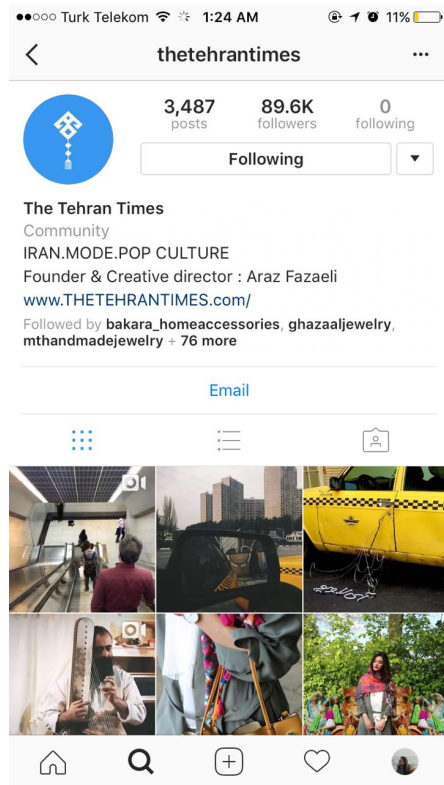 Turk Telekom 1:24 AM 11%
thetehrantimes
3,487 89.6K 0
posts followers following
Following
The Tehran Times
Community
IRAN.MODE.POP CULTURE
Founder & Creative director : Araz Fazaeli
www.THETEHRANTIMES.com/
Followed by bakara_homeaccessories, ghazaaljewelry,
mthandmadejewelry + 76 more
Email